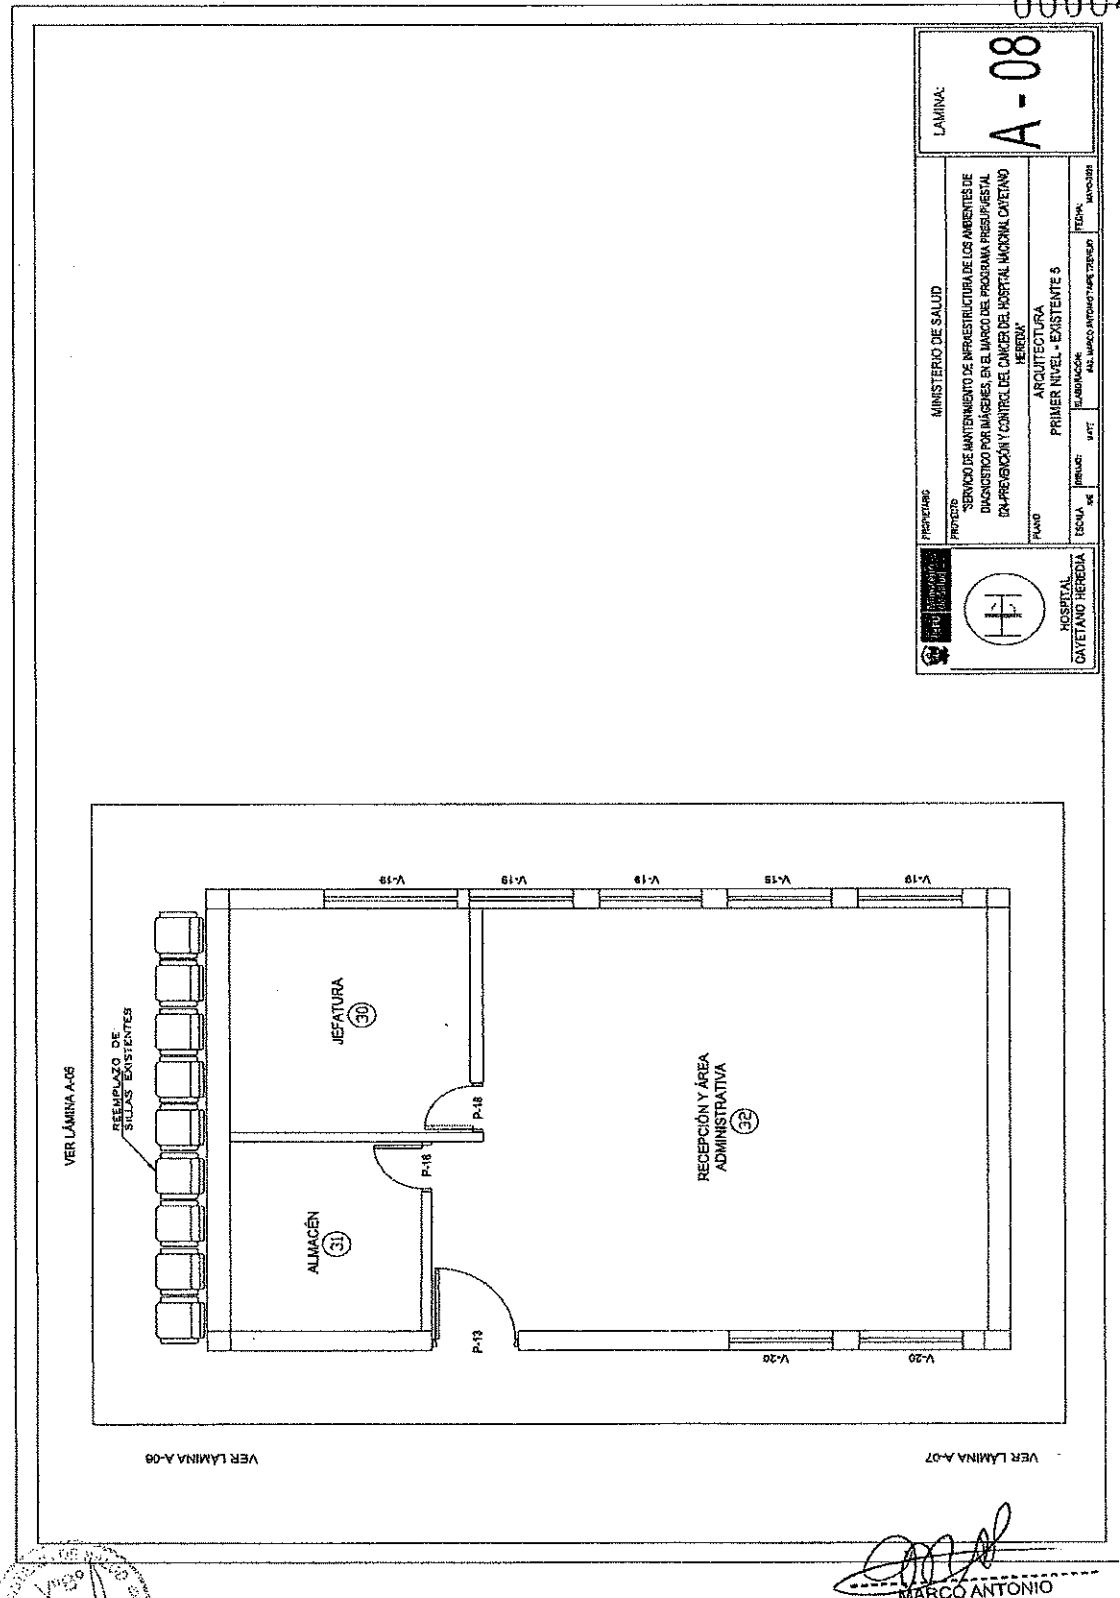 VER LÁMINA A-05
REEMPLAZO DE
SILLAS EXISTENTES
VER LÁMINA A-06
VER LÁMINA A-07
JEFATURA
30
ALMACÉN
31
RECEPCIÓN Y ÁREA
ADMINISTRATIVA
32
P-18
P-18
P-13
V-19
V-19
V-19
V-19
V-19
V-20
V-20
PERÚ
HOSPITAL
CAYETANO HEREDIA
PROPIETARIO
MINISTERIO DE SALUD
PROYECTO
"SERVICIO DE MANTENIMIENTO DE INFRAESTRUCTURA DE LOS AMBIENTES DE
DIAGNOSTICO POR IMÁGENES, EN EL MARCO DEL PROGRAMA PRESUPUESTAL
024-PREVENCIÓN Y CONTROL DEL CANCER DEL HOSPITAL NACIONAL CAYETANO
HEREDIA"
PLANO
ARQUITECTURA
PRIMER NIVEL - EXISTENTE 5
ESCALA
DIBUJO:
ELABORACIÓN:
FECHA:
LAMINA:
A - 08
MARCO ANTONIO